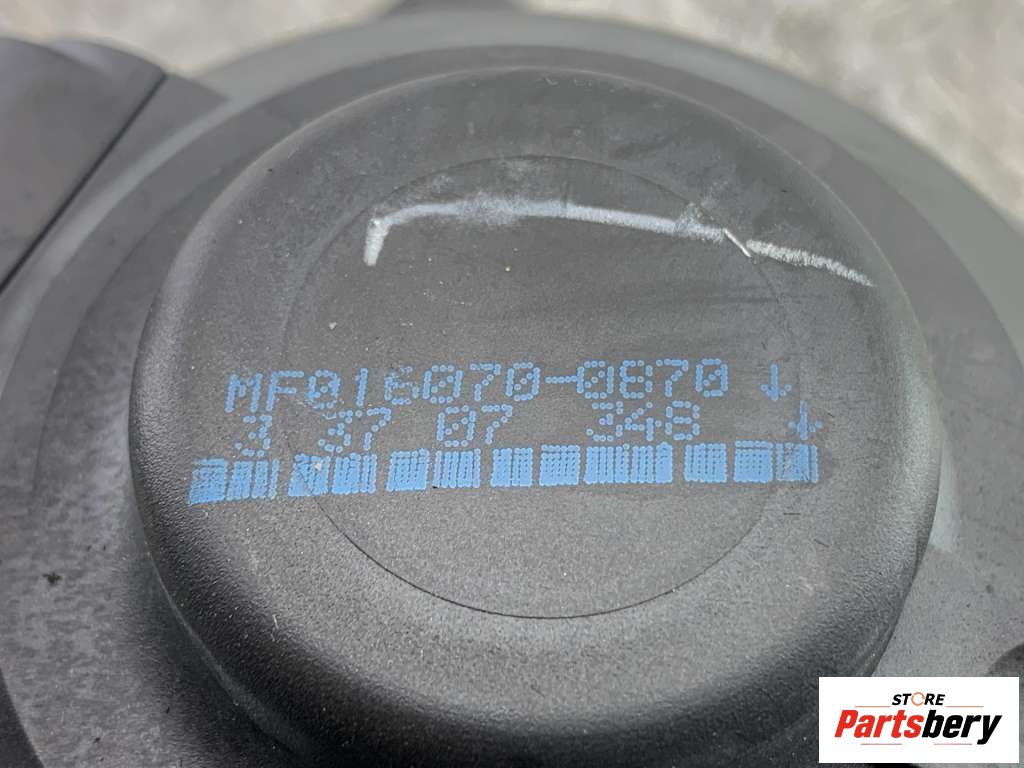 MF016070-0870 ↓
3 37 07 348 ↓
STORE
Partsbery